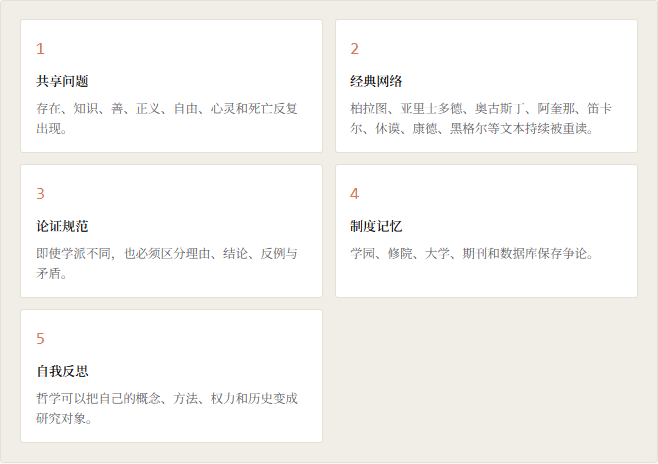 1
共享问题
存在、知识、善、正义、自由、心灵和死亡反复
出现。
2
经典网络
柏拉图、亚里士多德、奥古斯丁、阿奎那、笛卡
尔、休谟、康德、黑格尔等文本持续被重读。
3
论证规范
即使学派不同，也必须区分理由、结论、反例与
矛盾。
4
制度记忆
学园、修院、大学、期刊和数据库保存争论。
5
自我反思
哲学可以把自己的概念、方法、权力和历史变成
研究对象。